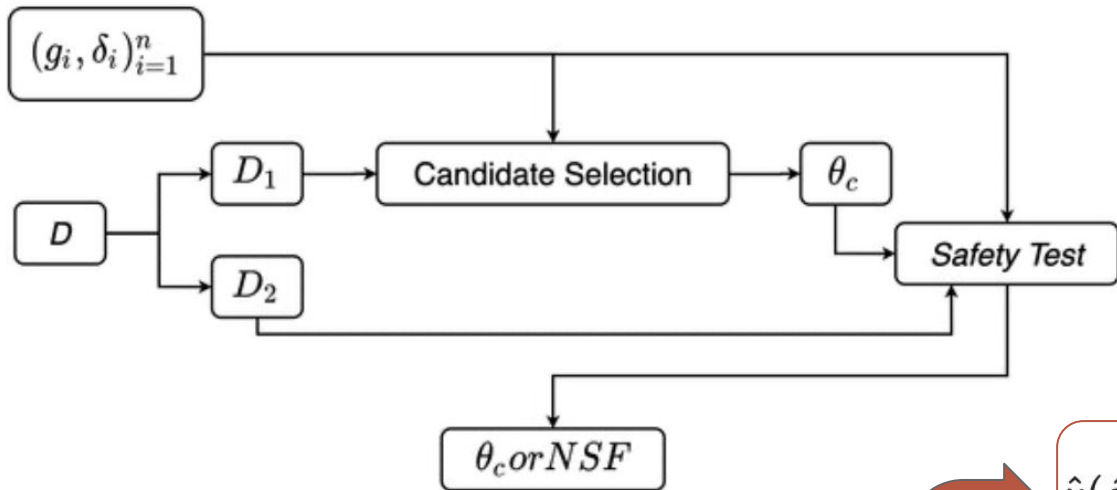 (g_i, δ_i)_{i=1}^n
D_1
Candidate Selection
θ_c
D
Safety Test
D_2
θ_c or NSF